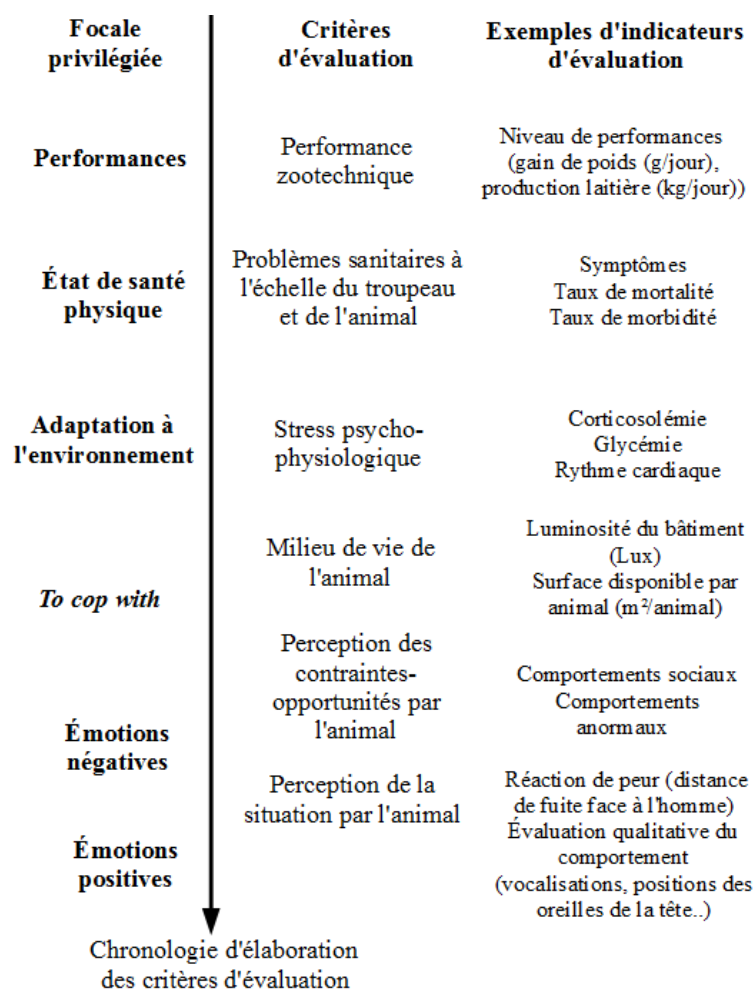 Focale
privilégiée
Critères
d'évaluation
Exemples d'indicateurs
d'évaluation
Performances
Performance
zootechnique
Niveau de performances
(gain de poids (g/jour),
production laitière (kg/jour))
État de santé
physique
Problèmes sanitaires à
l'échelle du troupeau
et de l'animal
Symptômes
Taux de mortalité
Taux de morbidité
Adaptation à
l'environnement
Stress psycho-
physiologique
Corticosolémie
Glycémie
Rythme cardiaque
To cop with
Milieu de vie de
l'animal
Luminosité du bâtiment
(Lux)
Surface disponible par
animal (m²/animal)
Perception des
contraintes-
opportunités par
l'animal
Comportements sociaux
Comportements
anormaux
Émotions
négatives
Perception de la
situation par l'animal
Réaction de peur (distance
de fuite face à l'homme)
Évaluation qualitative du
comportement
(vocalisations, positions des
oreilles de la tête..)
Émotions
positives
Chronologie d'élaboration
des critères d'évaluation